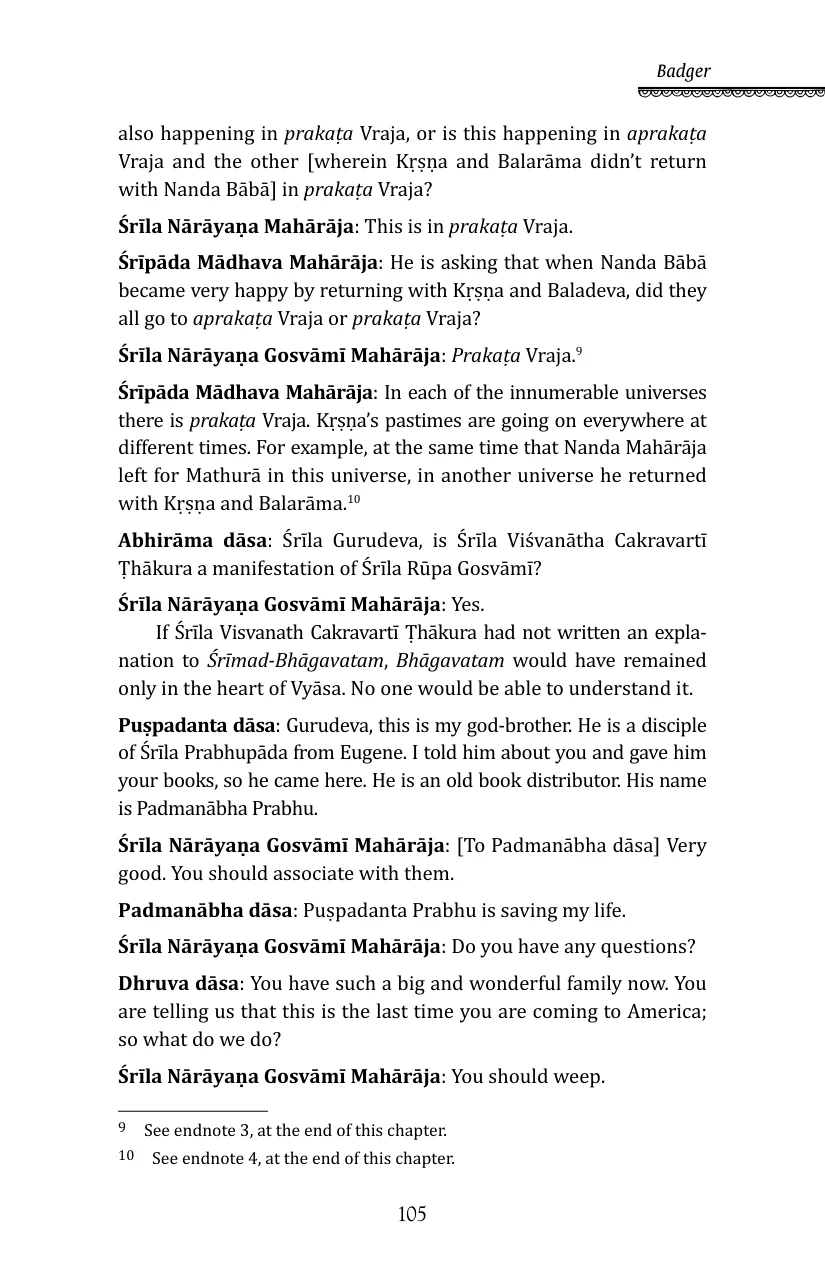 Badger
also happening in prakaṭa Vraja, or is this happening in aprakaṭa
Vraja and the other [wherein Kṛṣṇa and Balarāma didn’t return
with Nanda Bābā] in prakaṭa Vraja?
Śrīla Nārāyaṇa Mahārāja: This is in prakaṭa Vraja.
Śrīpāda Mādhava Mahārāja: He is asking that when Nanda Bābā
became very happy by returning with Kṛṣṇa and Baladeva, did they
all go to aprakaṭa Vraja or prakaṭa Vraja?
Śrīla Nārāyaṇa Gosvāmī Mahārāja: Prakaṭa Vraja.9
Śrīpāda Mādhava Mahārāja: In each of the innumerable universes
there is prakaṭa Vraja. Kṛṣṇa’s pastimes are going on everywhere at
different times. For example, at the same time that Nanda Mahārāja
left for Mathurā in this universe, in another universe he returned
with Kṛṣṇa and Balarāma.10
Abhirāma dāsa: Śrīla Gurudeva, is Śrīla Viśvanātha Cakravartī
Ṭhākura a manifestation of Śrīla Rūpa Gosvāmī?
Śrīla Nārāyaṇa Gosvāmī Mahārāja: Yes.
If Śrīla Visvanath Cakravartī Ṭhākura had not written an expla-
nation to Śrīmad-Bhāgavatam, Bhāgavatam would have remained
only in the heart of Vyāsa. No one would be able to understand it.
Puṣpadanta dāsa: Gurudeva, this is my god-brother. He is a disciple
of Śrīla Prabhupāda from Eugene. I told him about you and gave him
your books, so he came here. He is an old book distributor. His name
is Padmanābha Prabhu.
Śrīla Nārāyaṇa Gosvāmī Mahārāja: [To Padmanābha dāsa] Very
good. You should associate with them.
Padmanābha dāsa: Puṣpadanta Prabhu is saving my life.
Śrīla Nārāyaṇa Gosvāmī Mahārāja: Do you have any questions?
Dhruva dāsa: You have such a big and wonderful family now. You
are telling us that this is the last time you are coming to America;
so what do we do?
Śrīla Nārāyaṇa Gosvāmī Mahārāja: You should weep.
9 See endnote 3, at the end of this chapter.
10 See endnote 4, at the end of this chapter.
105